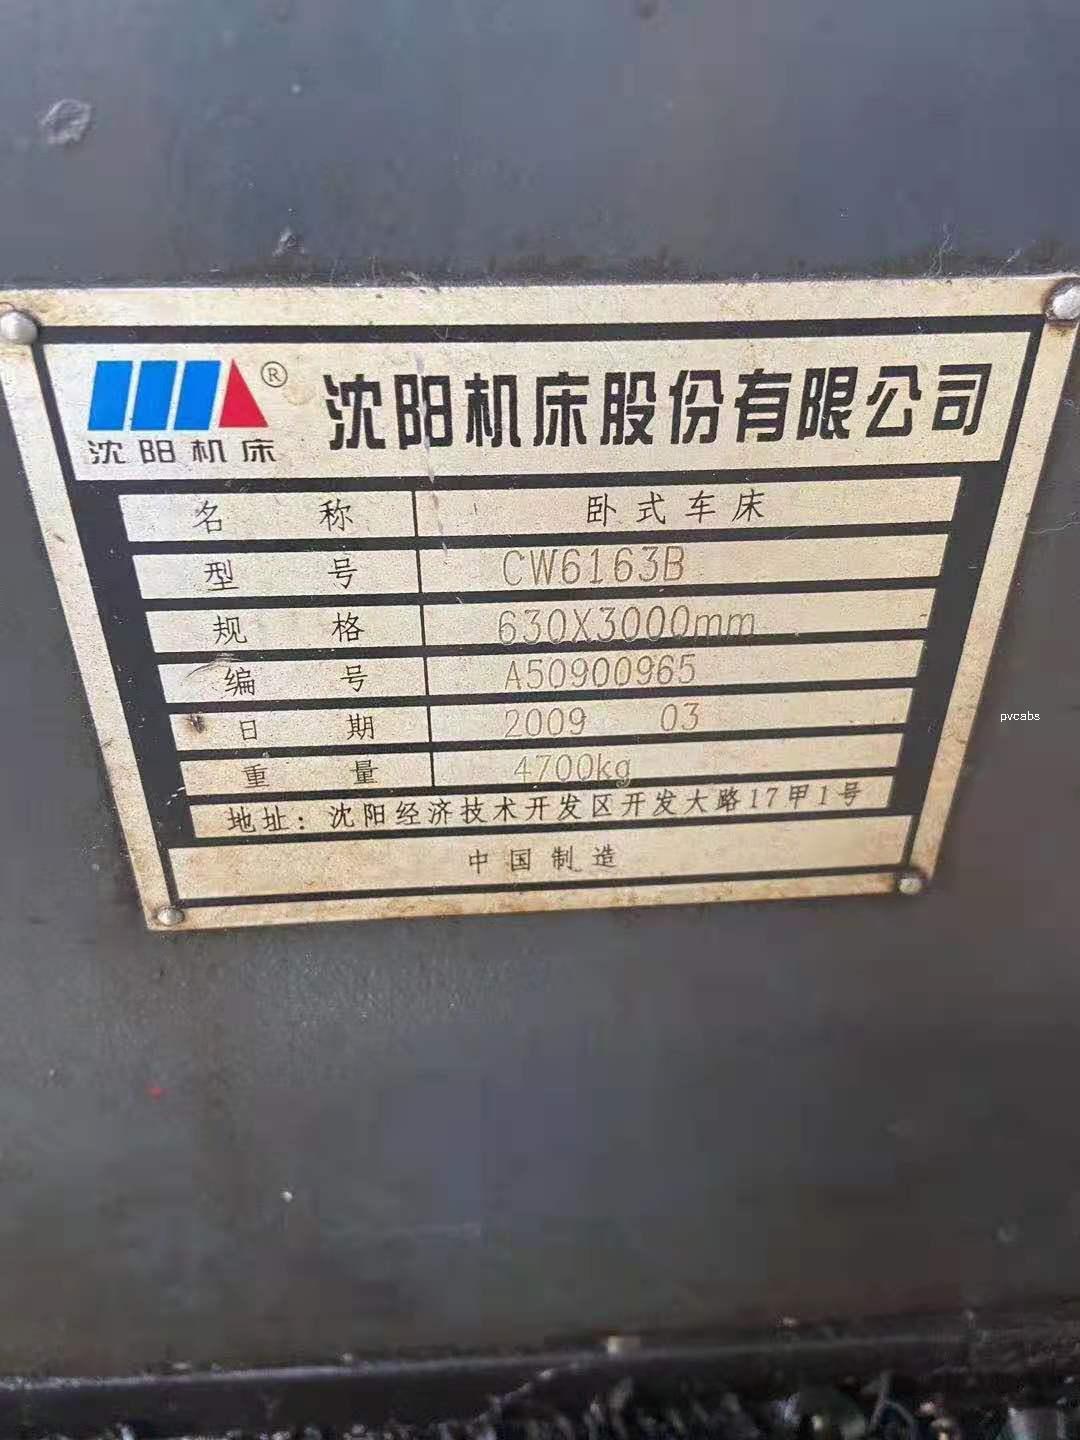 沈阳机床® 沈阳机床股份有限公司
名 称 卧式车床
型 号 CW6163B
规 格 630X3000mm
编 号 A50900965
日 期 2009 03
pvcabs
重 量 4700kg
地址：沈阳经济技术开发区开发大路17甲1号
中国制造